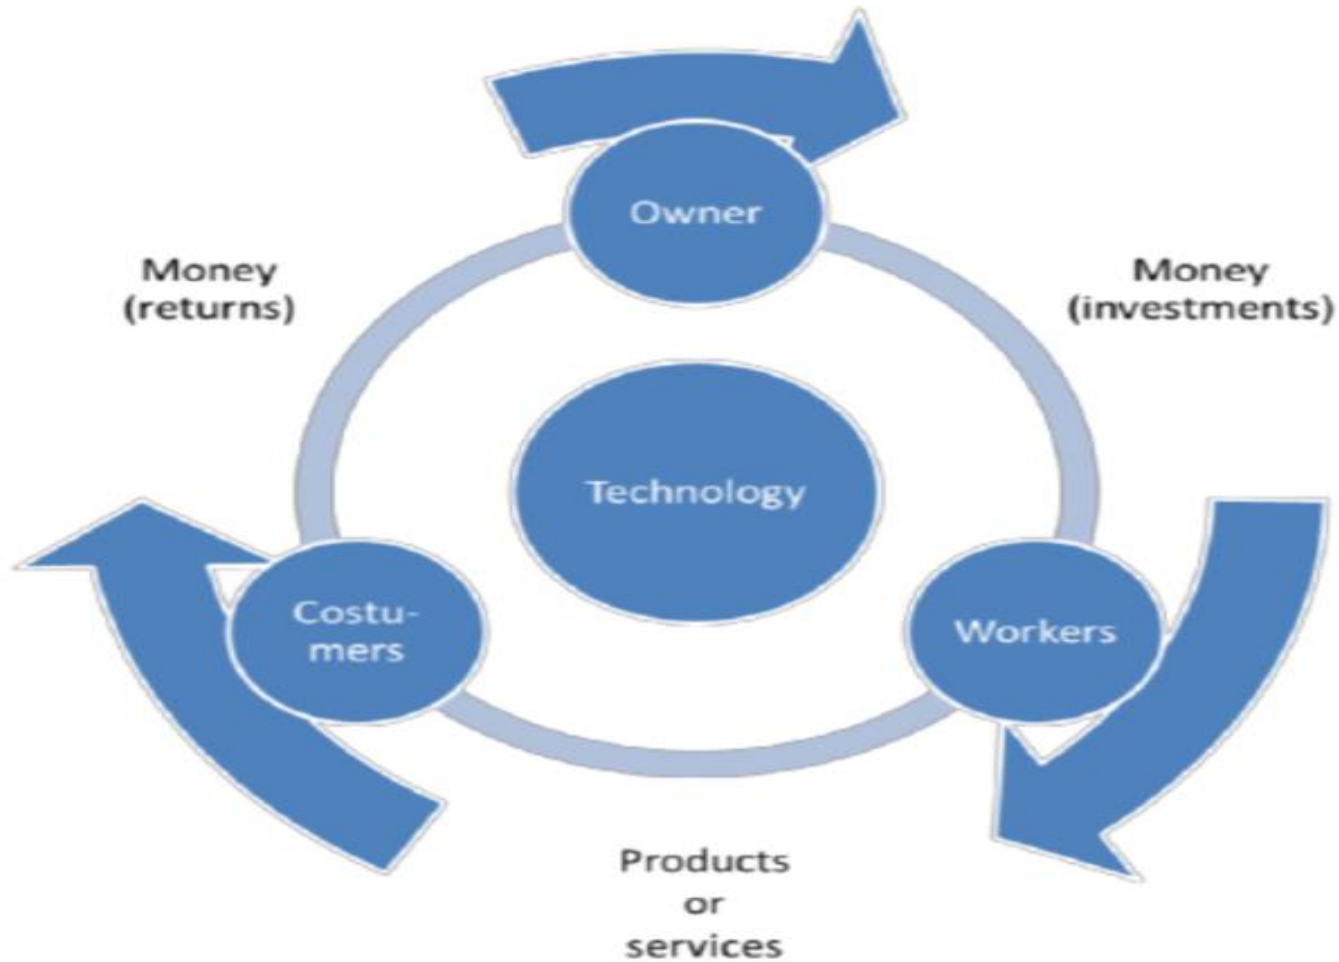 Owner
Money
(returns)
Money
(investments)
Technology
Costu-
mers
Workers
Products
or
services